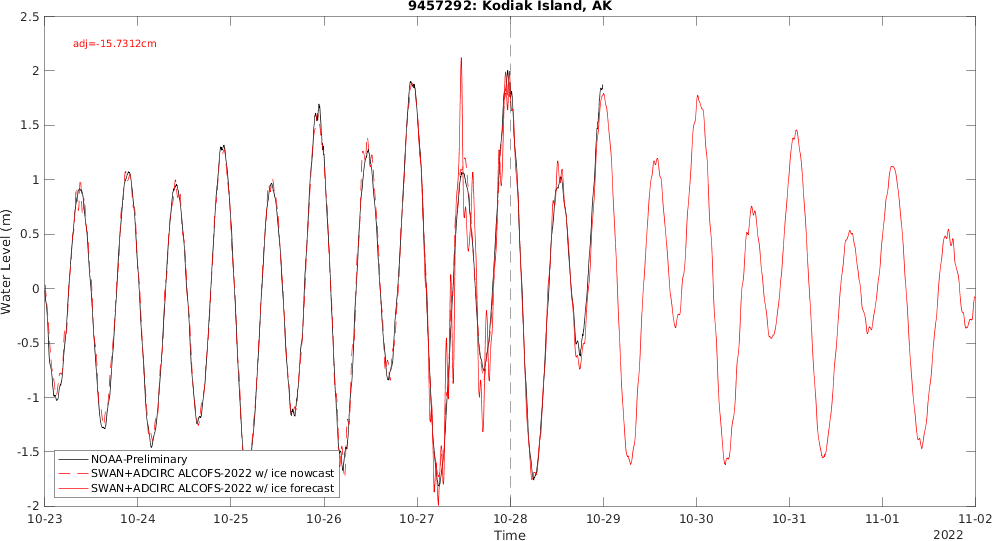 9457292: Kodiak Island, AK
2.5
adj=-15.7312cm
2
1.5
1
0.5
0
-0.5
-1
-1.5
-2
Water Level (m)
NOAA-Preliminary
SWAN+ADCIRC ALCOFS-2022 w/ ice nowcast
SWAN+ADCIRC ALCOFS-2022 w/ ice forecast
10-23 10-24 10-25 10-26 10-27 10-28 10-29 10-30 10-31 11-01 11-02
Time
2022